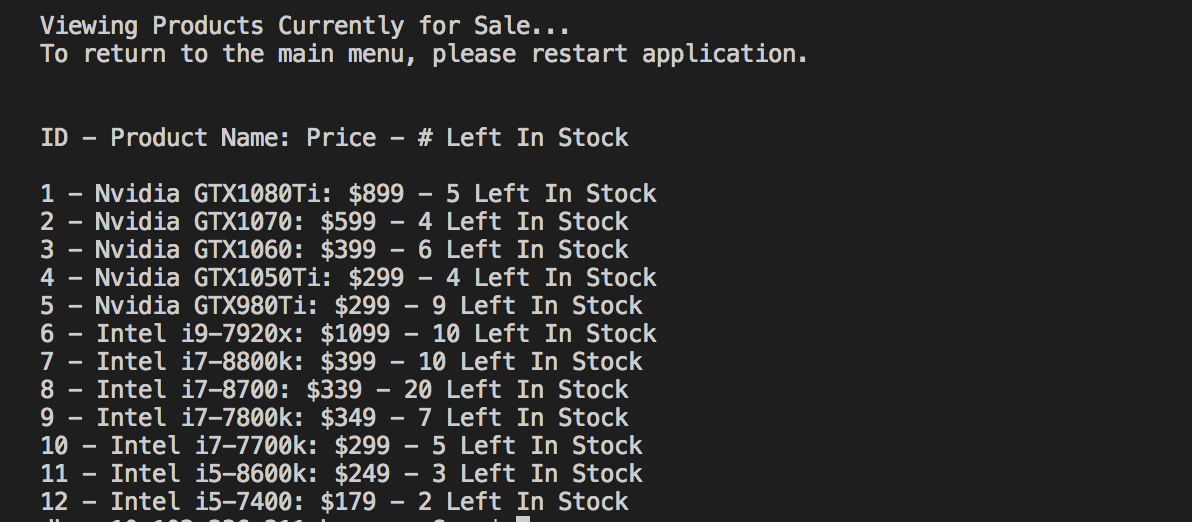 Viewing Products Currently for Sale...
To return to the main menu, please restart application.
ID - Product Name: Price - # Left In Stock
1 - Nvidia GTX1080Ti: $899 - 5 Left In Stock
2 - Nvidia GTX1070: $599 - 4 Left In Stock
3 - Nvidia GTX1060: $399 - 6 Left In Stock
4 - Nvidia GTX1050Ti: $299 - 4 Left In Stock
5 - Nvidia GTX980Ti: $299 - 9 Left In Stock
6 - Intel i9-7920x: $1099 - 10 Left In Stock
7 - Intel i7-8800k: $399 - 10 Left In Stock
8 - Intel i7-8700: $339 - 20 Left In Stock
9 - Intel i7-7800k: $349 - 7 Left In Stock
10 - Intel i7-7700k: $299 - 5 Left In Stock
11 - Intel i5-8600k: $249 - 3 Left In Stock
12 - Intel i5-7400: $179 - 2 Left In Stock